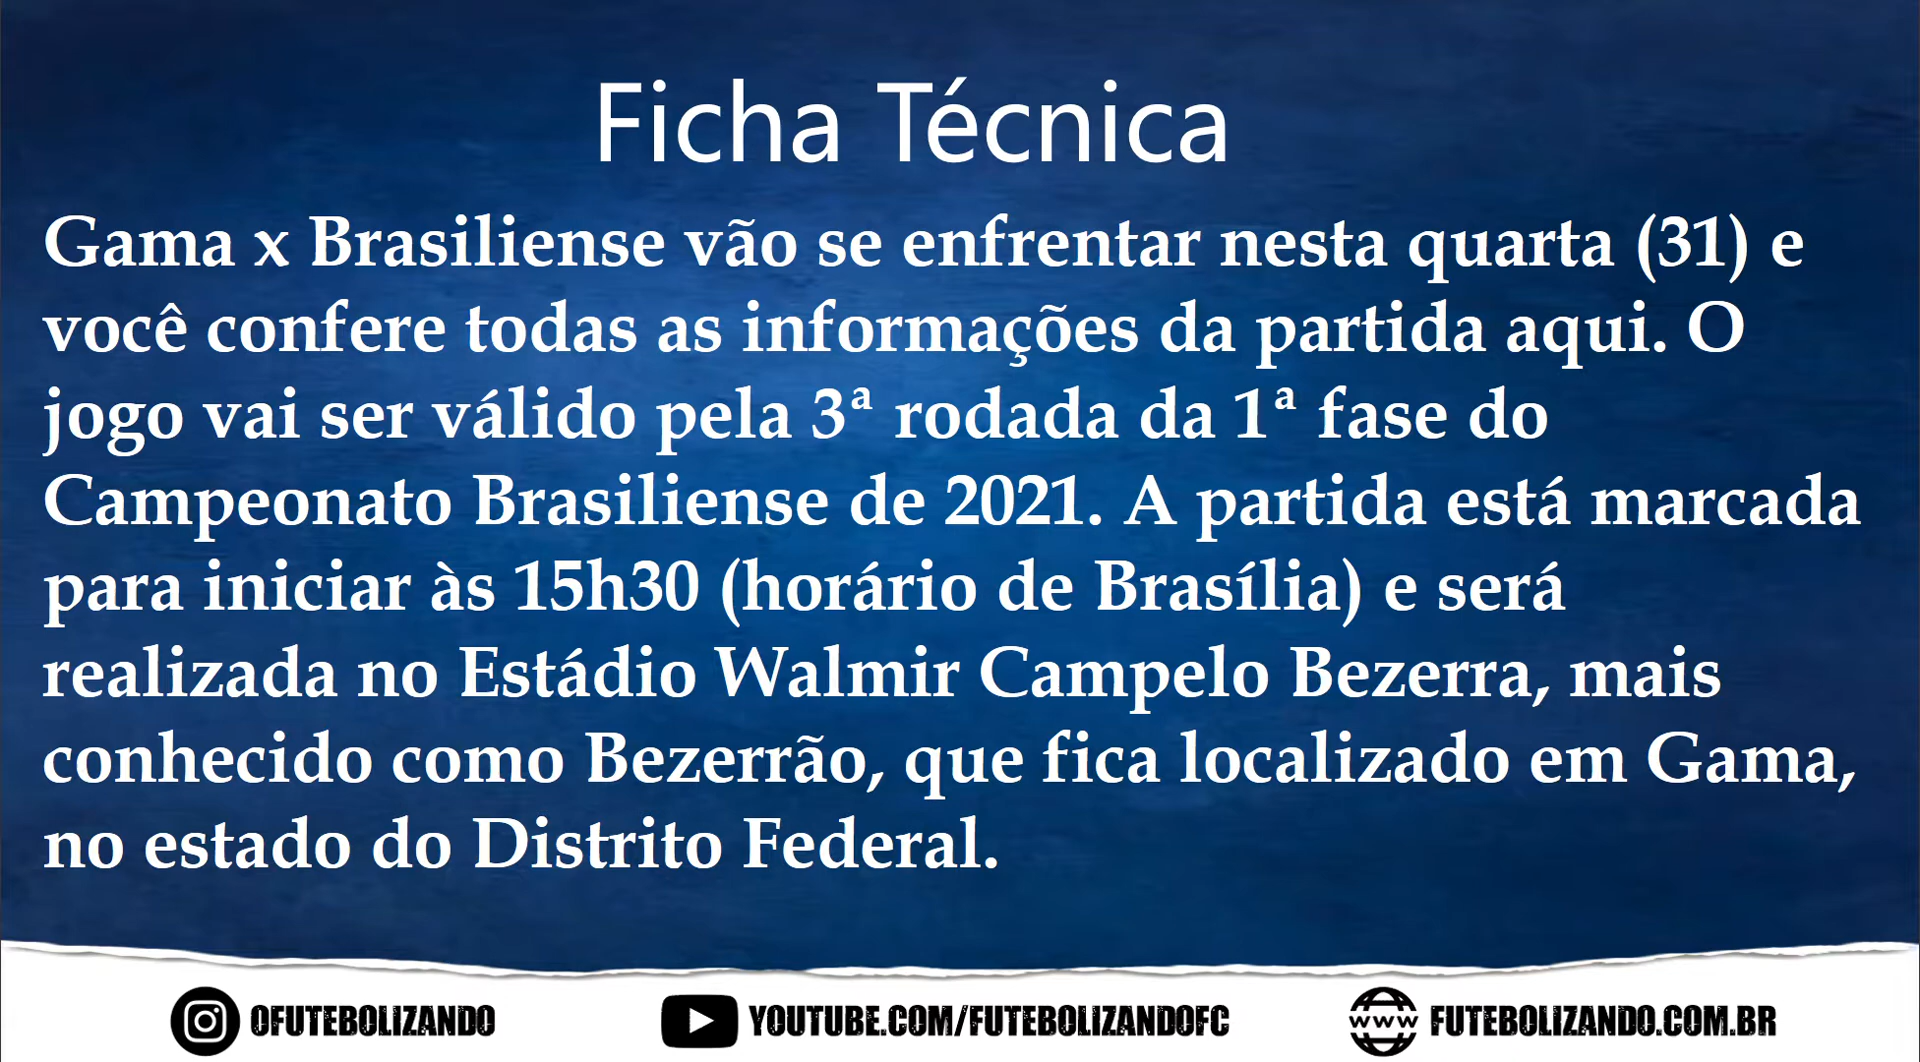 Ficha Técnica
Gama x Brasiliense vão se enfrentar nesta quarta (31) e
você confere todas as informações da partida aqui. O
jogo vai ser válido pela 3ª rodada da 1ª fase do
Campeonato Brasiliense de 2021. A partida está marcada
para iniciar às 15h30 (horário de Brasília) e será
realizada no Estádio Walmir Campelo Bezerra, mais
conhecido como Bezerrão, que fica localizado em Gama,
no estado do Distrito Federal.
OFUTEBOLIZANDO
YOUTUBE.COM/FUTEBOLIZANDOFC
WWW FUTEBOLIZANDO.COM.BR